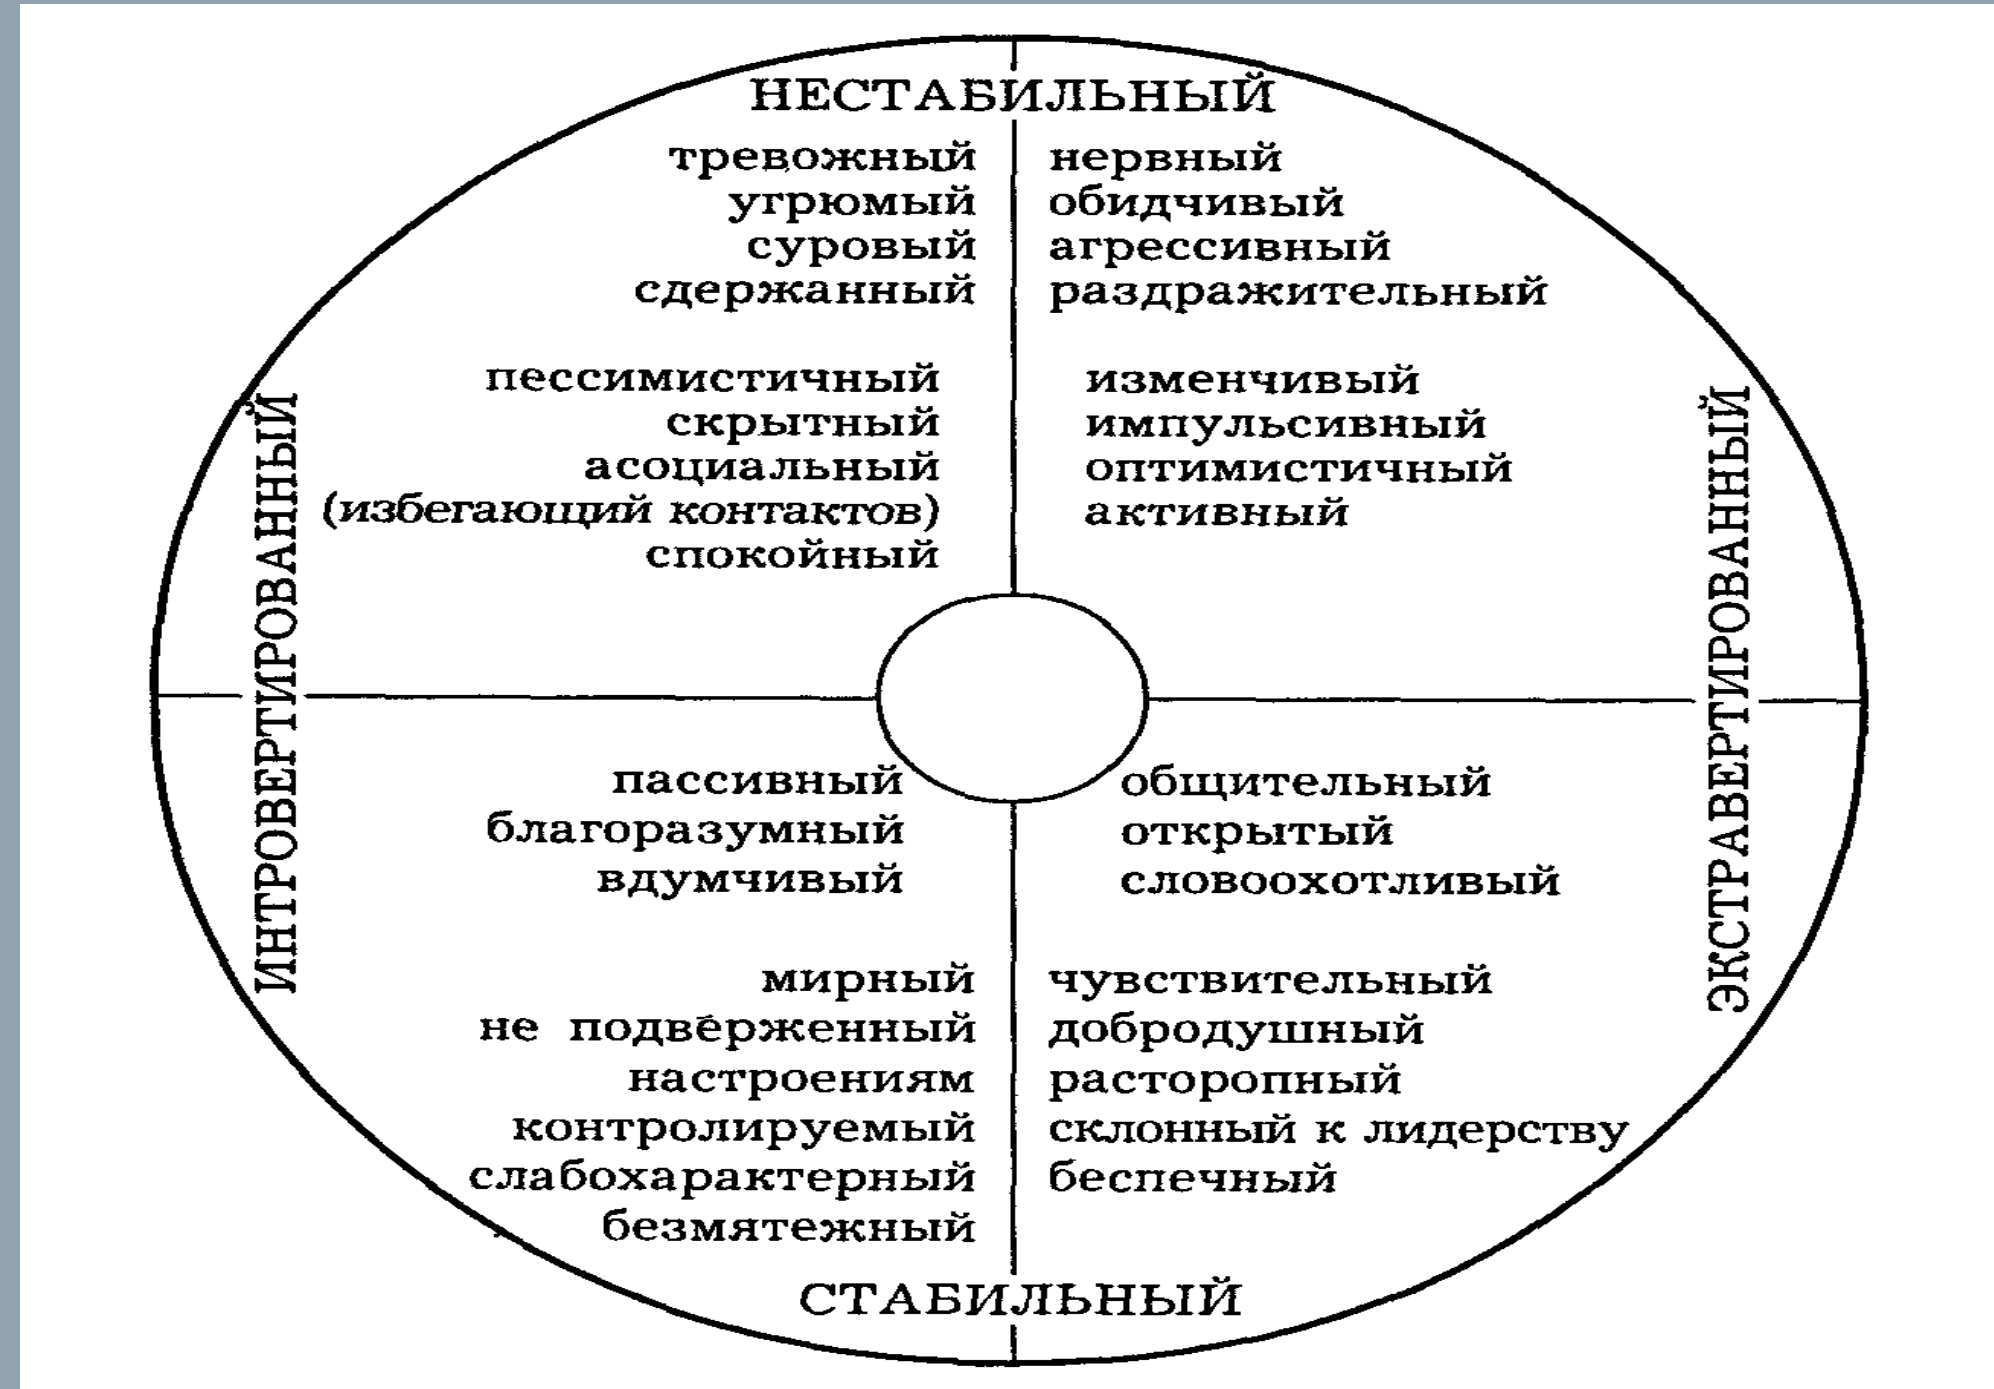 НЕСТАБИЛЬНЫЙ
тревожный
угрюмый
суровый
сдержанный
нервный
обидчивый
агрессивный
раздражительный
пессимистичный
скрытный
асоциальный
(избегающий контактов)
спокойный
изменчивый
импульсивный
оптимистичный
активный
ИНТРОВЕРТИРОВАННЫЙ
ЭКСТРАВЕРТИРОВАННЫЙ
пассивный
благоразумный
вдумчивый
общительный
открытый
словоохотливый
мирный
не подверженный
настроениям
контролируемый
слабохарактерный
безмятежный
чувствительный
добродушный
расторопный
склонный к лидерству
беспечный
СТАБИЛЬНЫЙ